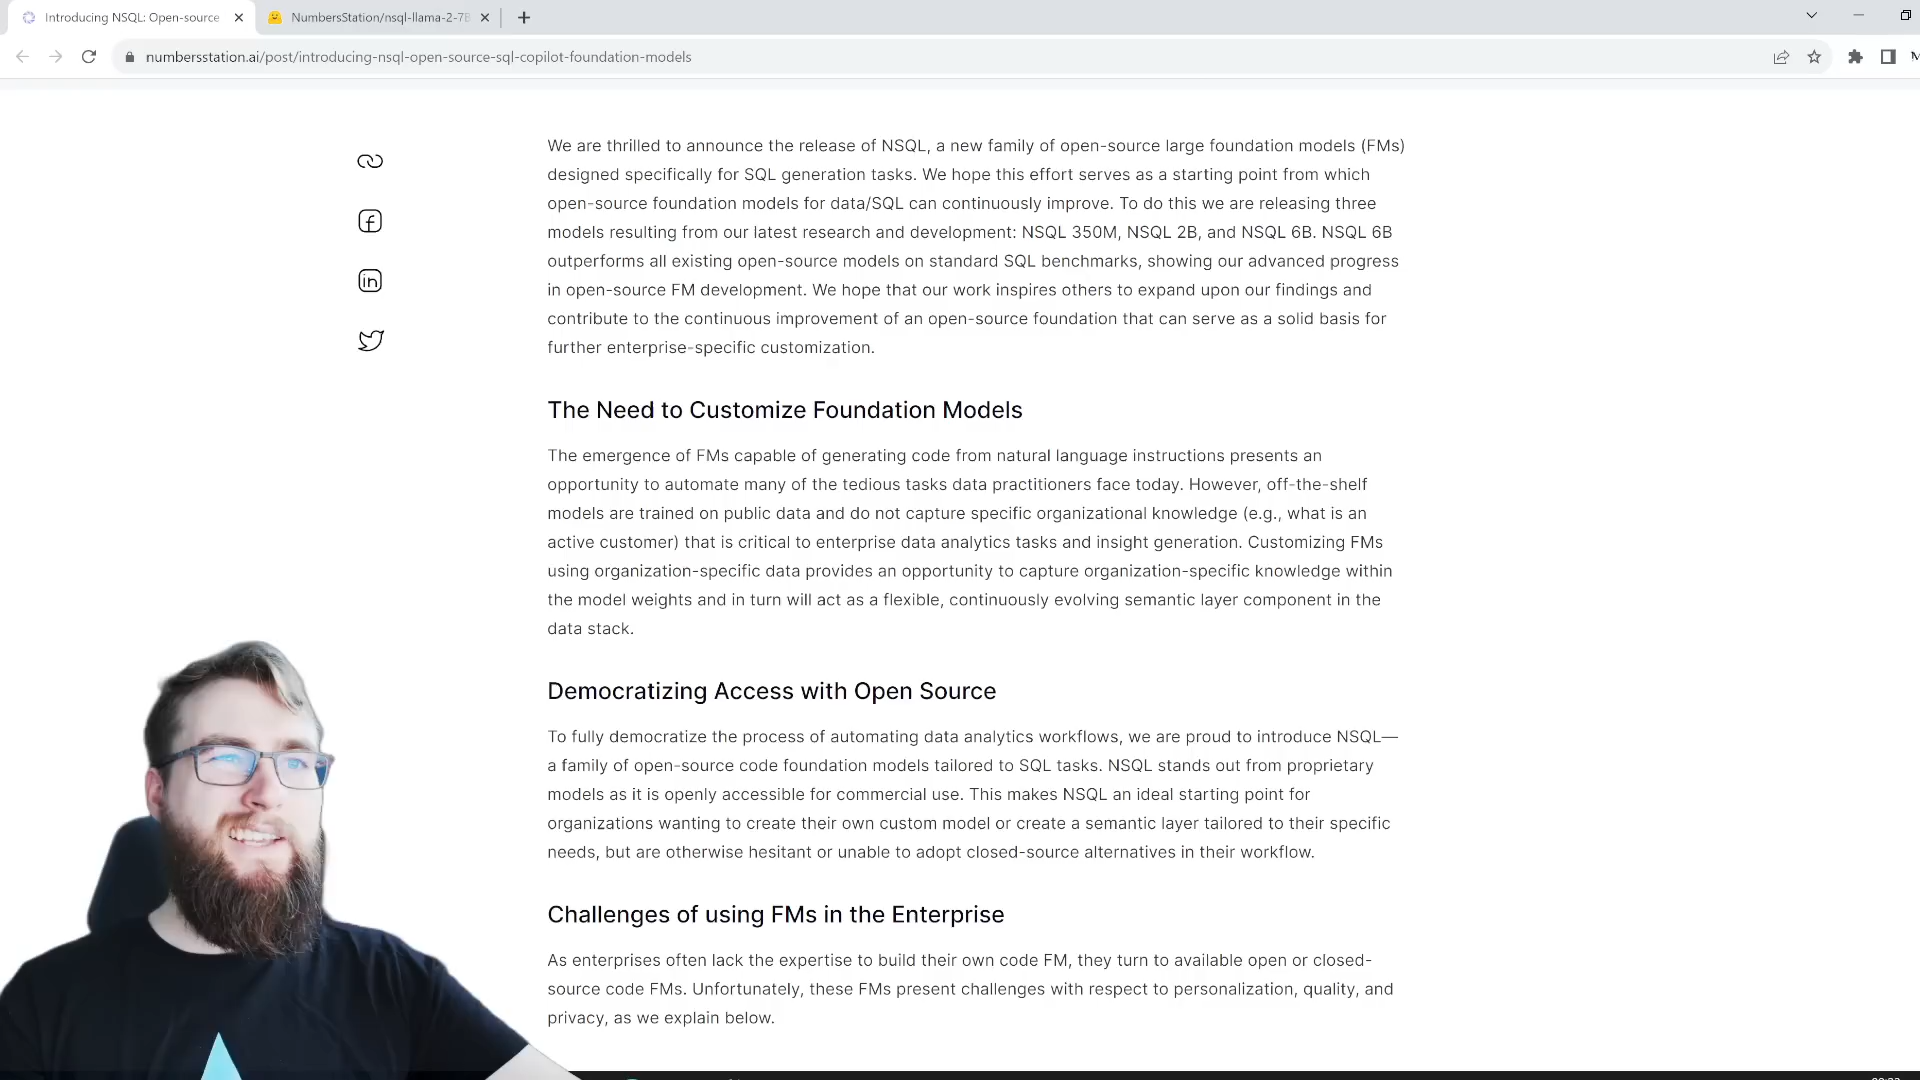 Introducing NSQL: Open-source
NumbersStation/nsql-llama-2-7B
numbersstation.ai/post/introducing-nsql-open-source-sql-copilot-foundation-models
We are thrilled to announce the release of NSQL, a new family of open-source large foundation models (FMs)
designed specifically for SQL generation tasks. We hope this effort serves as a starting point from which
open-source foundation models for data/SQL can continuously improve. To do this we are releasing three
models resulting from our latest research and development: NSQL 350M, NSQL 2B, and NSQL 6B. NSQL 6B
outperforms all existing open-source models on standard SQL benchmarks, showing our advanced progress
in open-source FM development. We hope that our work inspires others to expand upon our findings and
contribute to the continuous improvement of an open-source foundation that can serve as a solid basis for
further enterprise-specific customization.
The Need to Customize Foundation Models
The emergence of FMs capable of generating code from natural language instructions presents an
opportunity to automate many of the tedious tasks data practitioners face today. However, off-the-shelf
models are trained on public data and do not capture specific organizational knowledge (e.g., what is an
active customer) that is critical to enterprise data analytics tasks and insight generation. Customizing FMs
using organization-specific data provides an opportunity to capture organization-specific knowledge within
the model weights and in turn will act as a flexible, continuously evolving semantic layer component in the
data stack.
Democratizing Access with Open Source
To fully democratize the process of automating data analytics workflows, we are proud to introduce NSQL—
a family of open-source code foundation models tailored to SQL tasks. NSQL stands out from proprietary
models as it is openly accessible for commercial use. This makes NSQL an ideal starting point for
organizations wanting to create their own custom model or create a semantic layer tailored to their specific
needs, but are otherwise hesitant or unable to adopt closed-source alternatives in their workflow.
Challenges of using FMs in the Enterprise
As enterprises often lack the expertise to build their own code FM, they turn to available open or closed-
source code FMs. Unfortunately, these FMs present challenges with respect to personalization, quality, and
privacy, as we explain below.